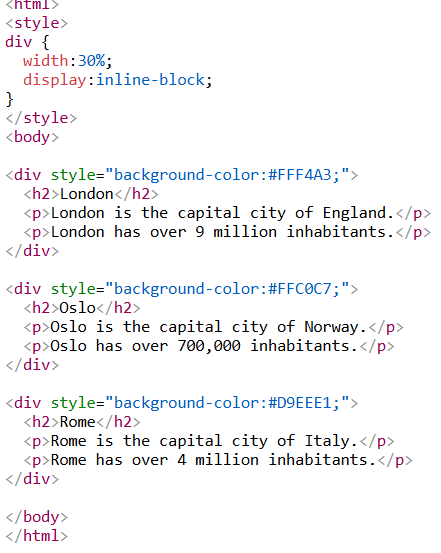 <html>
<style>
div {
  width:30%;
  display:inline-block;
}
</style>
<body>

<div style="background-color:#FFF4A3;">
  <h2>London</h2>
  <p>London is the capital city of England.</p>
  <p>London has over 9 million inhabitants.</p>
</div>

<div style="background-color:#FFC0C7;">
  <h2>Oslo</h2>
  <p>Oslo is the capital city of Norway.</p>
  <p>Oslo has over 700,000 inhabitants.</p>
</div>

<div style="background-color:#D9EEE1;">
  <h2>Rome</h2>
  <p>Rome is the capital city of Italy.</p>
  <p>Rome has over 4 million inhabitants.</p>
</div>

</body>
</html>